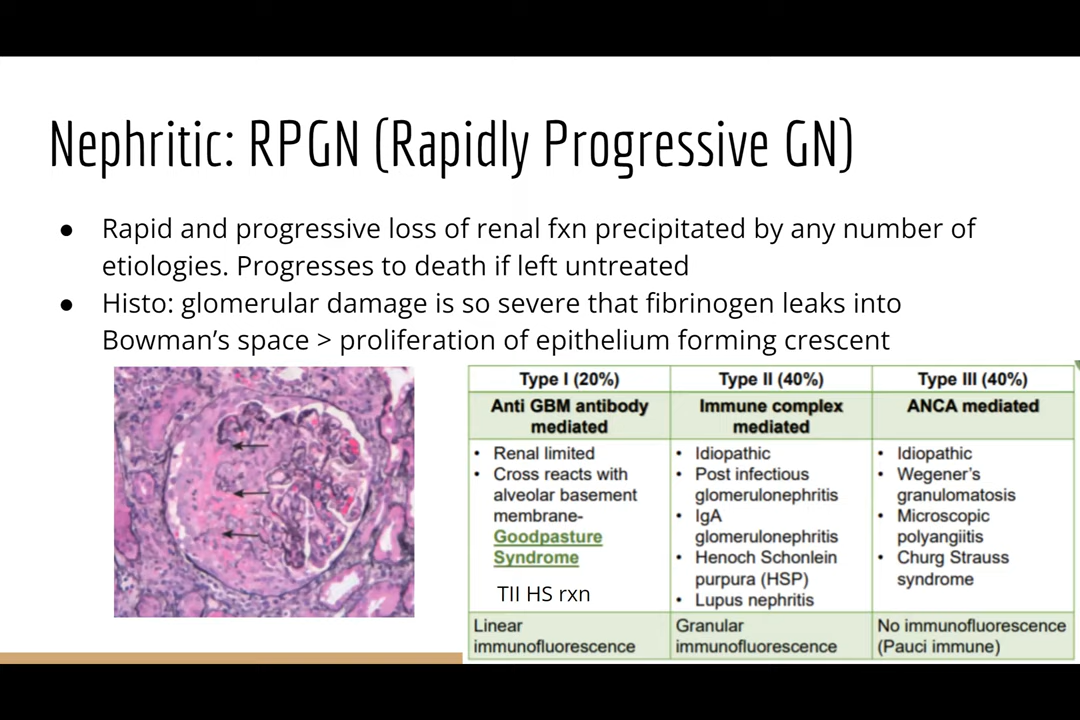 Nephritic: RPGN (Rapidly Progressive GN)
● Rapid and progressive loss of renal fxn precipitated by any number of
etiologies. Progresses to death if left untreated
● Histo: glomerular damage is so severe that fibrinogen leaks into
Bowman’s space > proliferation of epithelium forming crescent
Type I (20%)
Anti GBM antibody
mediated
• Renal limited
• Cross reacts with
alveolar basement
membrane-
Goodpasture
Syndrome
TII HS rxn
Linear
immunofluorescence
Type II (40%)
Immune complex
mediated
• Idiopathic
• Post infectious
glomerulonephritis
• IgA
glomerulonephritis
• Henoch Schonlein
purpura (HSP)
• Lupus nephritis
Granular
immunofluorescence
Type III (40%)
ANCA mediated
• Idiopathic
• Wegener’s
granulomatosis
• Microscopic
polyangiitis
• Churg Strauss
syndrome
No immunofluorescence
(Pauci immune)